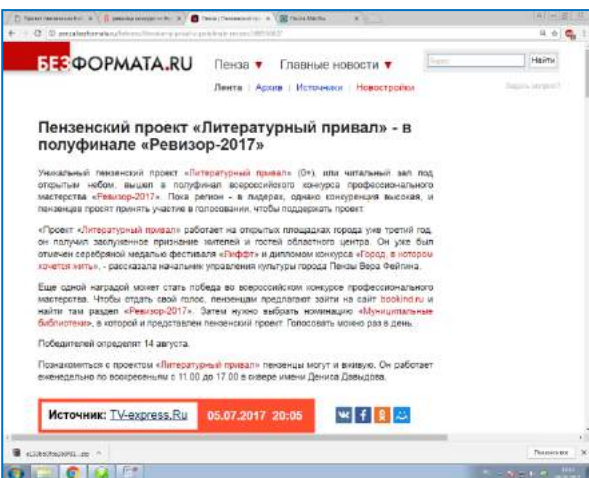 БЕЗФОРМАТА.RU
Пенза ▼ Главные новости ▼
Найти
Лента | Архив | Источники | Новостройки
Задать вопрос?
Пензенский проект «Литературный привал» - в
полуфинале «Ревизор-2017»
Уникальный пензенский проект «Литературный привал» (0+), или читальный зал под
открытым небом, вышел в полуфинал всероссийского конкурса профессионального
мастерства «Ревизор-2017». Пока регион - в лидерах, однако конкуренция высокая, и
пензенцев просят принять участие в голосовании, чтобы поддержать проект.
«Проект «Литературный привал» работает на открытых площадках города уже третий год,
он получил заслуженное признание жителей и гостей областного центра. Он уже был
отмечен серебряной медалью фестиваля «Лиффт» и дипломом конкурса «Город, в котором
хочется жить», - рассказала начальник управления культуры города Пензы Вера Фейгина.
Еще одной наградой может стать победа во всероссийском конкурсе профессионального
мастерства. Чтобы отдать свой голос, пензенцам предлагают зайти на сайт bookind.ru и
найти там раздел «Ревизор-2017». Затем нужно выбрать номинацию «Муниципальные
библиотеки», в которой и представлен пензенский проект. Голосовать можно раз в день.
Победителей определят 14 августа.
Познакомиться с проектом «Литературный привал» пензенцы могут и вживую. Он работает
еженедельно по воскресеньям с 11.00 до 17.00 в сквере имени Дениса Давыдова.
Источник: TV-express.Ru 05.07.2017 20:05